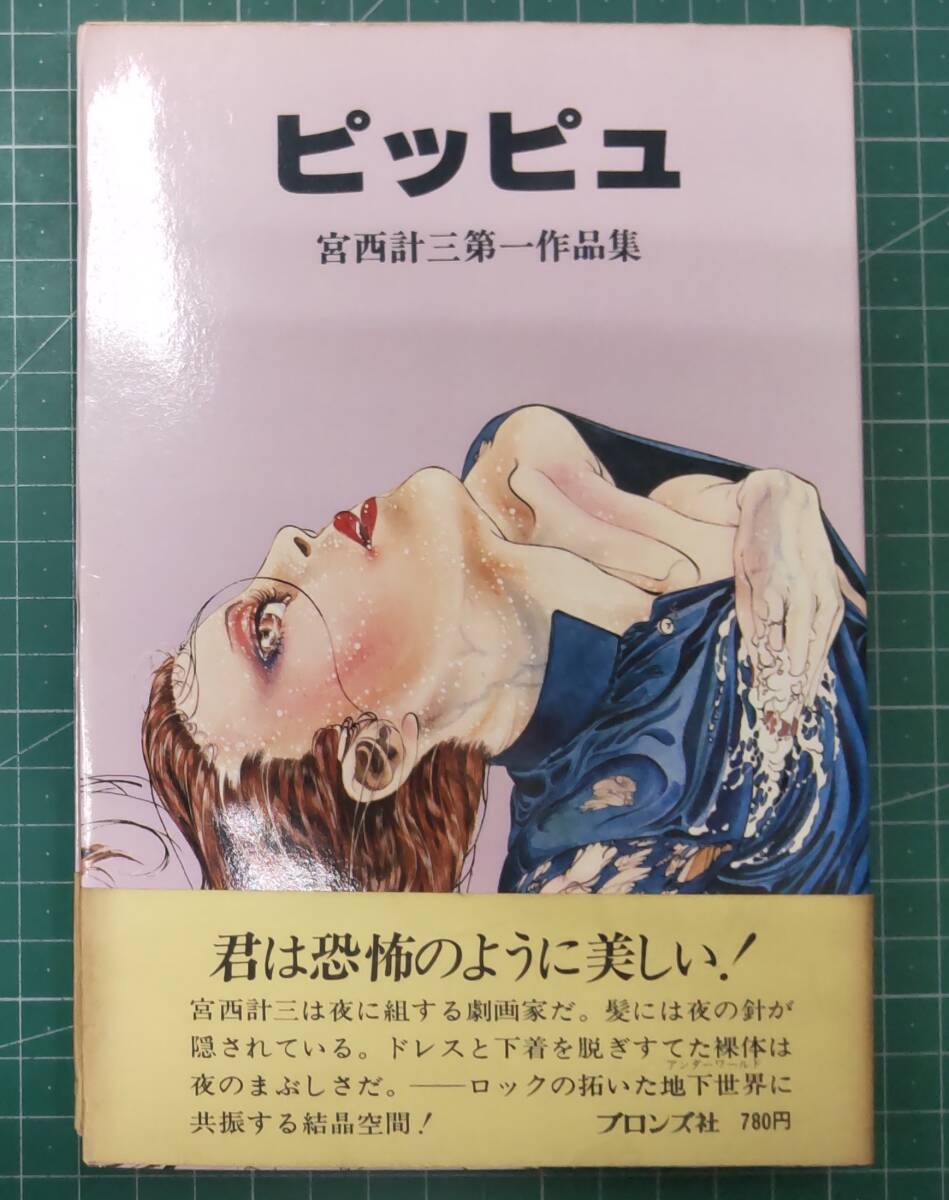 ピッピュ
宮西計三第一作品集
君は恐怖のように美しい！
宮西計三は夜に組する劇画家だ。髪には夜の針が
隠されている。ドレスと下着を脱ぎすてた裸体は
アンダーワールド
夜のまぶしさだ。——ロックの拓いた地下世界に
共振する結晶空間！ ブロンズ社 780円